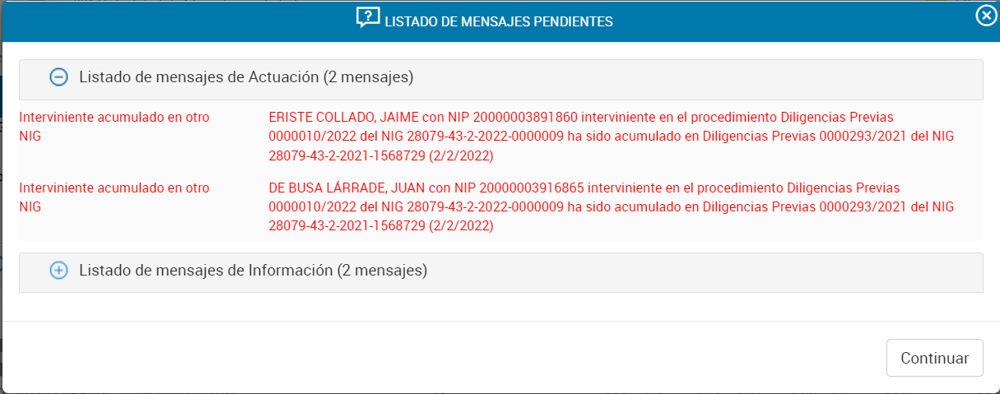 LISTADO DE MENSAJES PENDIENTES
Listado de mensajes de Actuación (2 mensajes)
Interviniente acumulado en otro NIG
ERISTE COLLADO, JAIME con NIP 20000003891860 interviniente en el procedimiento Diligencias Previas
0000010/2022 del NIG 28079-43-2-2022-0000009 ha sido acumulado en Diligencias Previas 0000293/2021 del NIG
28079-43-2-2021-1568729 (2/2/2022)
Interviniente acumulado en otro NIG
DE BUSA LÁRRADE, JUAN con NIP 20000003916865 interviniente en el procedimiento Diligencias Previas
0000010/2022 del NIG 28079-43-2-2022-0000009 ha sido acumulado en Diligencias Previas 0000293/2021 del NIG
28079-43-2-2021-1568729 (2/2/2022)
Listado de mensajes de Información (2 mensajes)
Continuar